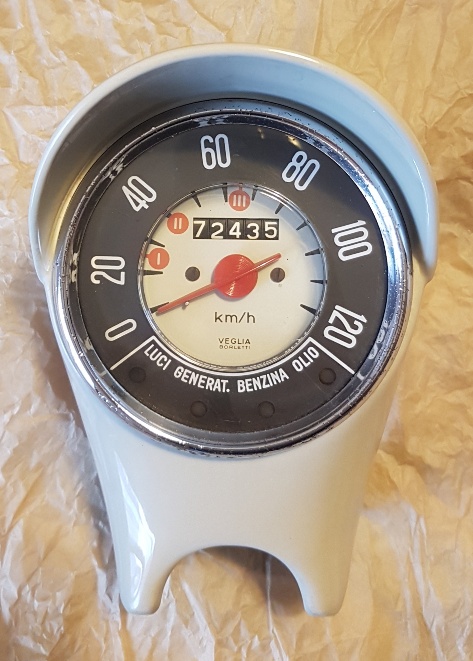 0 20 40 60 80 100 120
I II III
72435
km/h
VEGLIA
BORLETTI
LUCI GENERAT. BENZINA OLIO